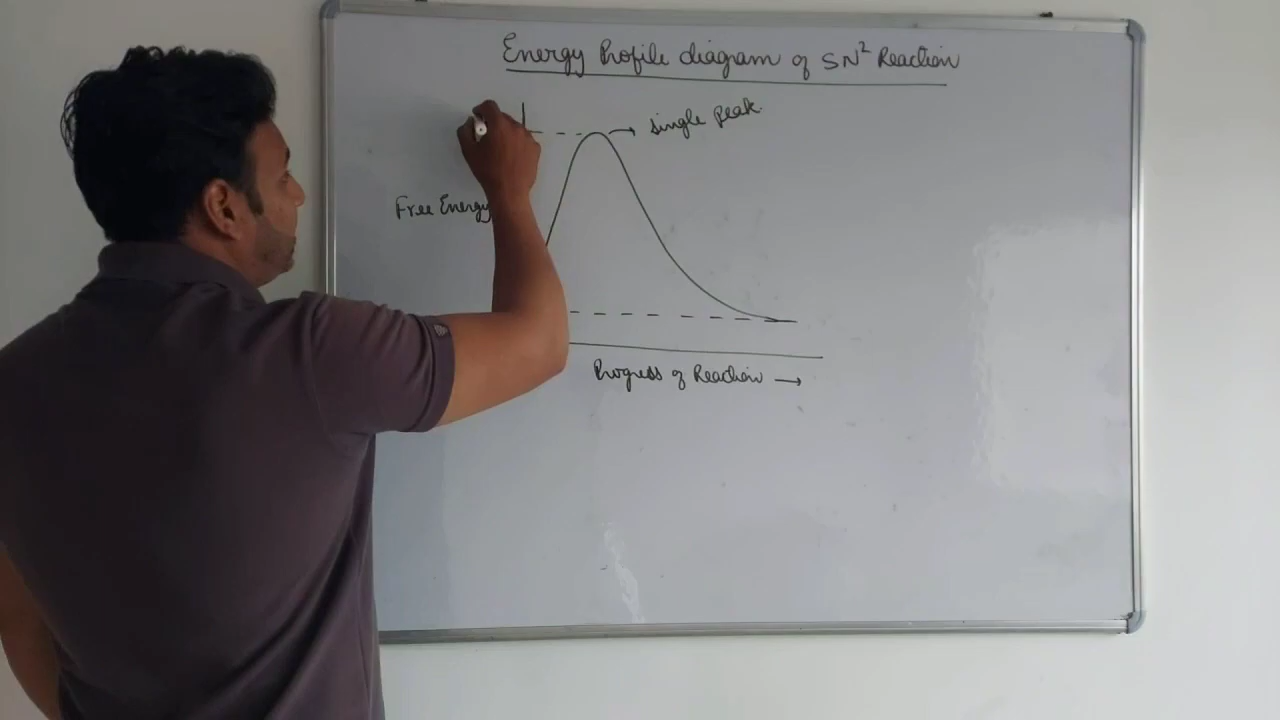 Energy Profile diagram of SN² Reaction
single Peak.
Free Energy
Progress of Reaction →